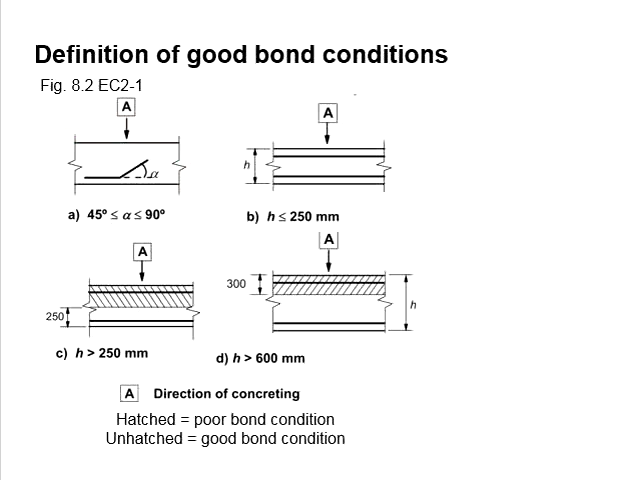 Definition of good bond conditions
Fig. 8.2 EC2-1
A
A
h
α
a) 45º ≤ α ≤ 90º
b) h ≤ 250 mm
A
A
300
250
h
c) h > 250 mm
d) h > 600 mm
A Direction of concreting
Hatched = poor bond condition
Unhatched = good bond condition